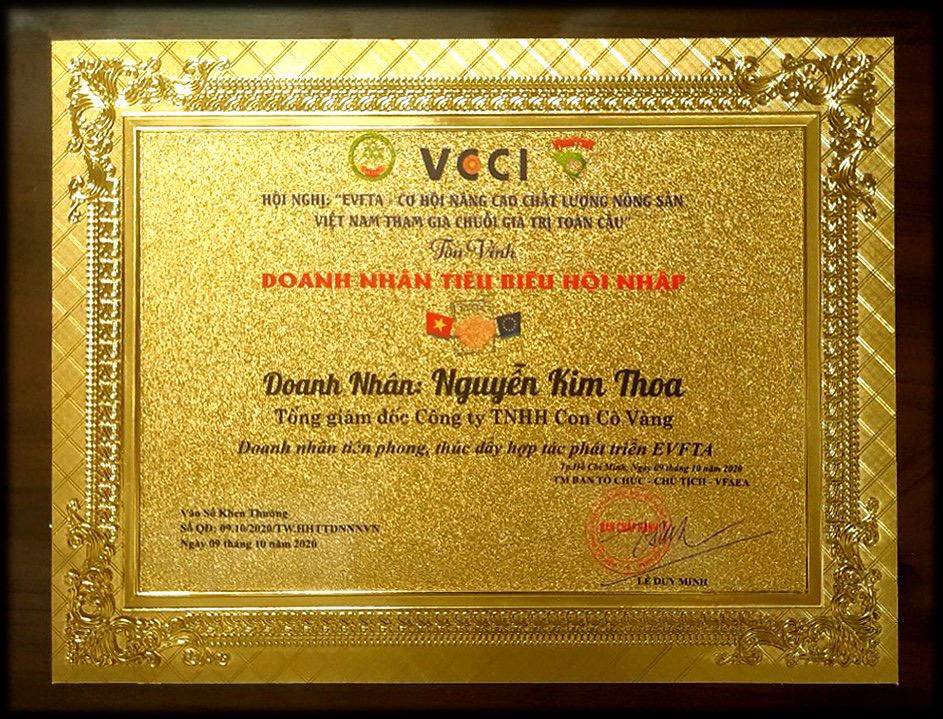 VCCI
HỘI NGHỊ: "EVFTA - CƠ HỘI NÂNG CAO CHẤT LƯỢNG NÔNG SẢN
VIỆT NAM THAM GIA CHUỖI GIÁ TRỊ TOÀN CẦU"
Tôn Vinh
DOANH NHÂN TIÊU BIỂU HỘI NHẬP
Doanh Nhân: Nguyễn Kim Thoa
Tổng giám đốc Công ty TNHH Con Cò Vàng
Doanh nhân tiên phong, thúc đẩy hợp tác phát triển EVFTA
Tp.Hồ Chí Minh, Ngày 09 tháng 10 năm 2020
TM BAN TỔ CHỨC - CHỦ TỊCH - VFAEA
Vào Sổ Khen Thưởng
Số QĐ: 09.10/2020/TW.HHTTDNNNVN
Ngày 09 tháng 10 năm 2020
BAN CHẤP HÀNH
LÊ DUY MINH